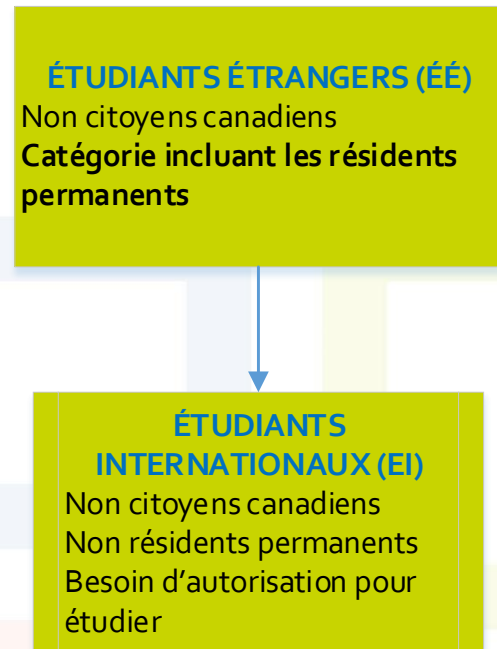 ÉTUDIANTS ÉTRANGERS (ÉÉ)
Non citoyens canadiens
Catégorie incluant les résidents
permanents
ÉTUDIANTS
INTERNATIONAUX (EI)
Non citoyens canadiens
Non résidents permanents
Besoin d'autorisation pour
étudier